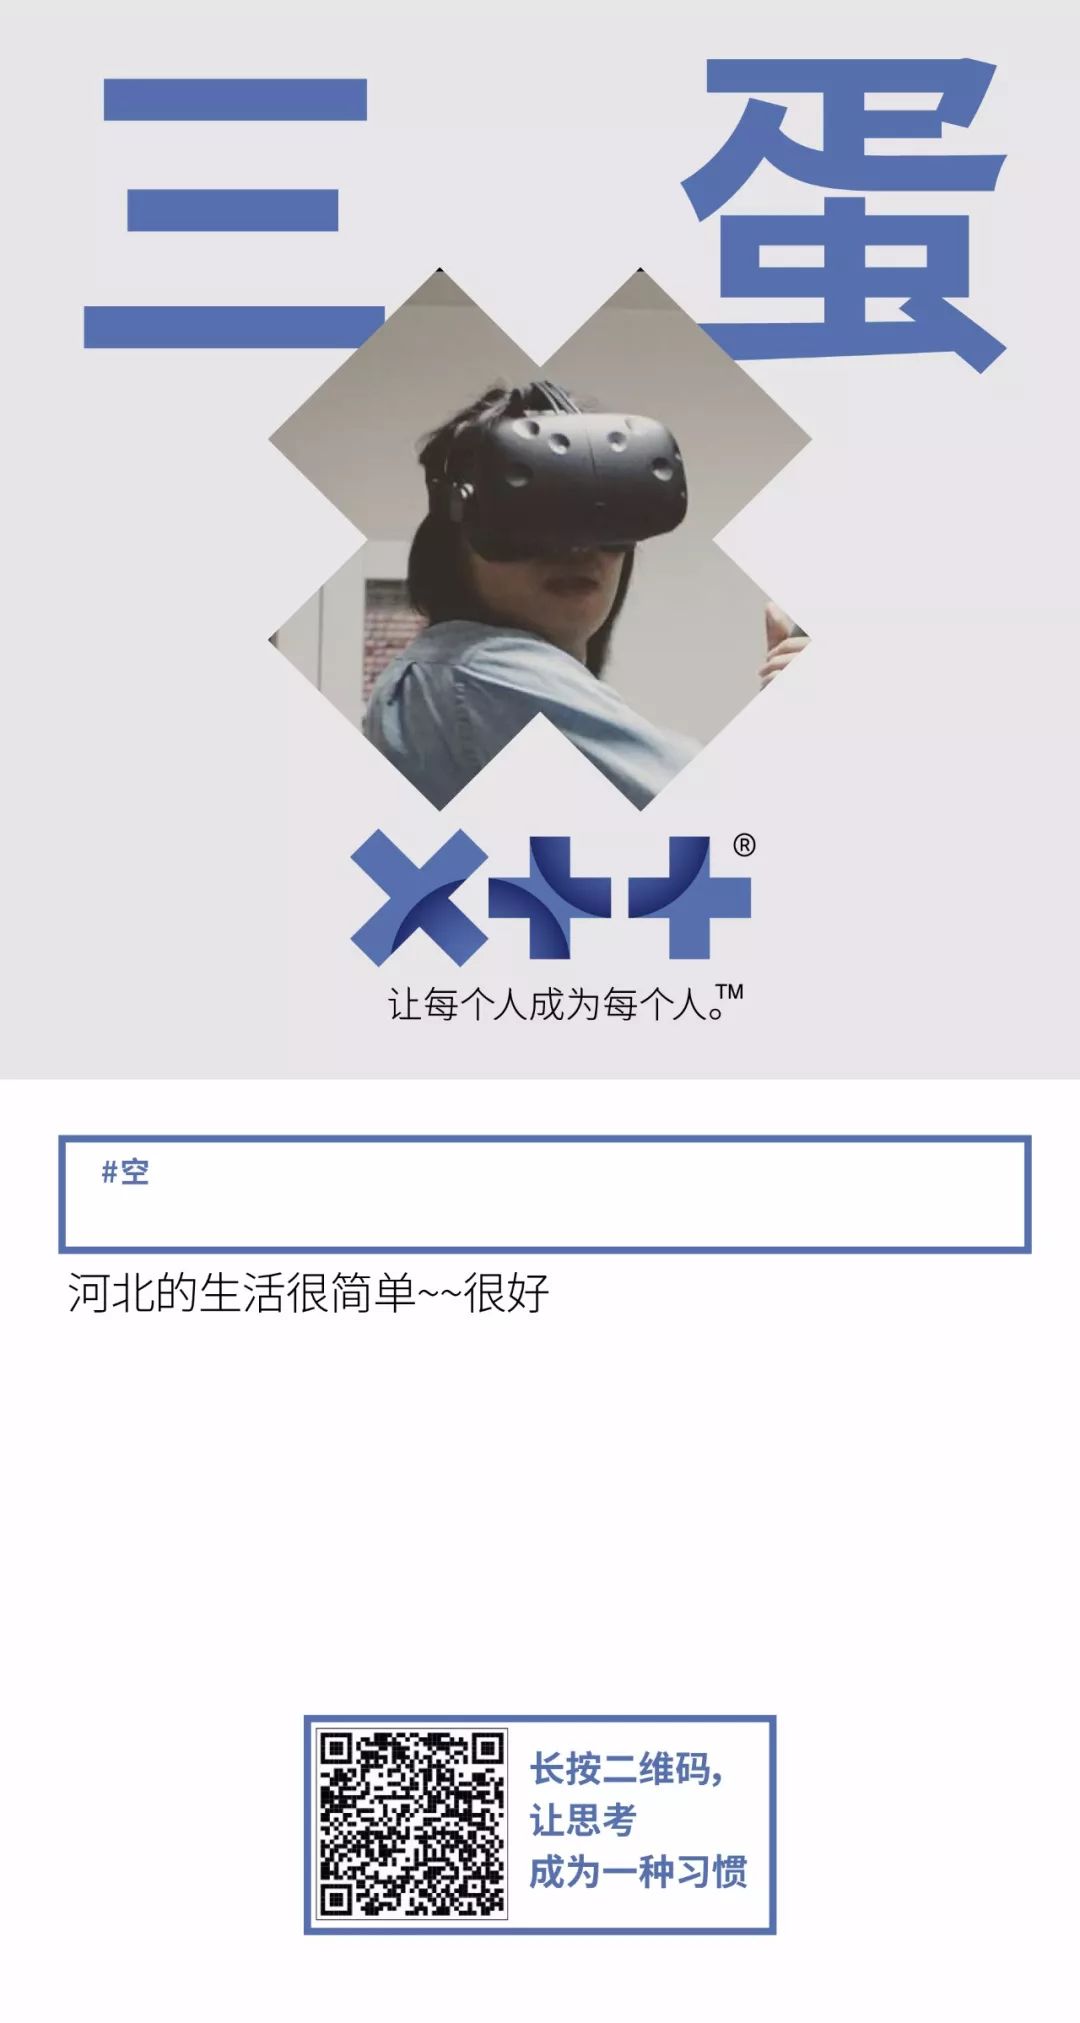 三 蛋
x++®
让每个人成为每个人。™
#空
河北的生活很简单~~很好
长按二维码,
让思考
成为一种习惯